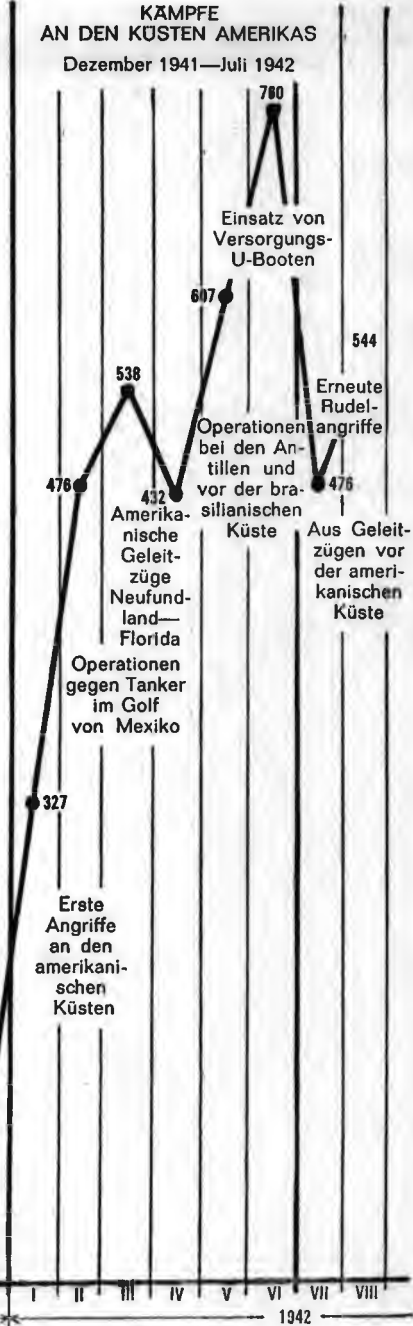 KÄMPFE
AN DEN KÜSTEN AMERIKAS
Dezember 1941—Juli 1942
760
Einsatz von
Versorgungs-
U-Booten
607
544
538
Erneute
Rudel-
angriffe
Operationen
bei den An-
tillen und
vor der bra-
silianischen
Küste
476
432
476
Amerika-
nische
Geleit-
züge
Neufund-
land—
Florida
Aus Geleit-
zügen vor
der ameri-
kanischen
Küste
Operationen
gegen Tanker
im Golf
von Mexiko
327
Erste
Angriffe
an den
amerikani-
schen
Küsten
I II III IV V VI VII VIII
1942